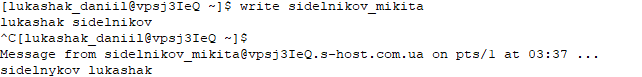 [lukashak_daniil@vpsj3IeQ ~]$ write sidelnikov_mikita
lukashak sidelnikov
^C[lukashak_daniil@vpsj3IeQ ~]$
Message from sidelnikov_mikita@vpsj3IeQ.s-host.com.ua on pts/1 at 03:37 ...
sidelnykov lukashak